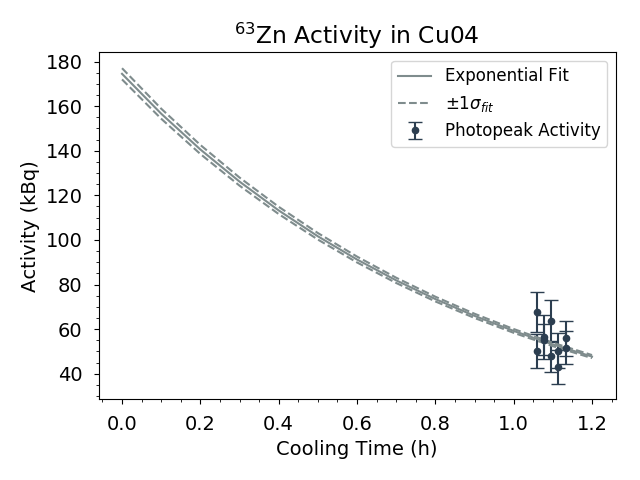 ⁶³Zn Activity in Cu04
Exponential Fit
±1σ_fit
Photopeak Activity
Activity (kBq)
180
160
140
120
100
80
60
40
0.0 0.2 0.4 0.6 0.8 1.0 1.2
Cooling Time (h)